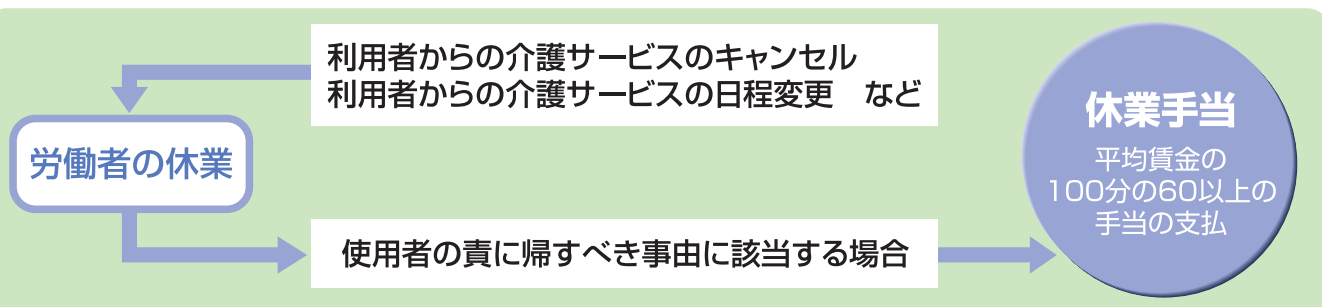 利用者からの介護サービスのキャンセル
利用者からの介護サービスの日程変更　など
労働者の休業
使用者の責に帰すべき事由に該当する場合
休業手当
平均賃金の
100分の60以上の
手当の支払